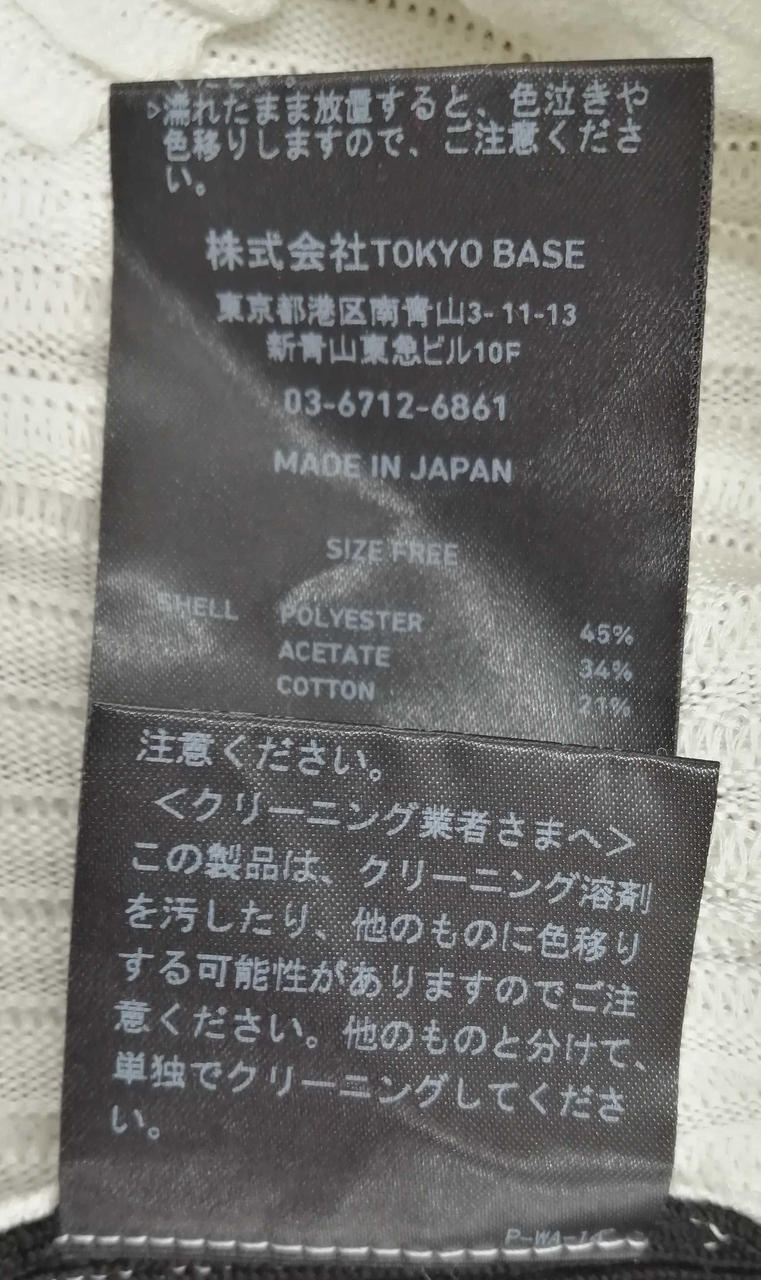 ▷濡れたまま放置すると、色泣きや
色移りしますので、ご注意くださ
い。
株式会社TOKYO BASE
東京都港区南青山3-11-13
新青山東急ビル10F
03-6712-6861
MADE IN JAPAN
SIZE FREE
SHELL POLYESTER 45%
ACETATE 34%
COTTON 21%
注意ください。
＜クリーニング業者さまへ＞
この製品は、クリーニング溶剤
を汚したり、他のものに色移り
する可能性がありますのでご注
意ください。他のものと分けて、
単独でクリーニングしてくださ
い。